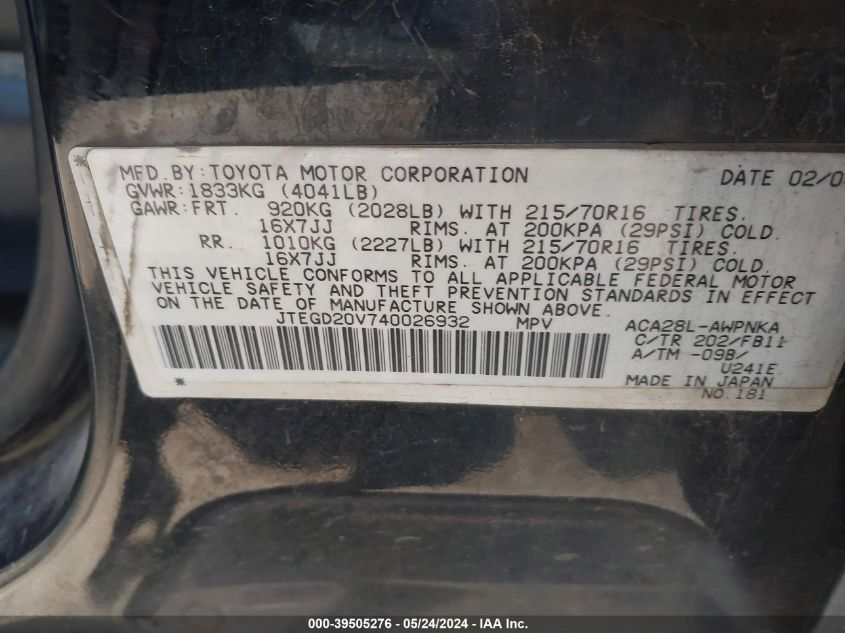 MFD. BY: TOYOTA MOTOR CORPORATION DATE 02/0
GVWR: 1833KG (4041LB)
GAWR: FRT. 920KG (2028LB) WITH 215/70R16 TIRES.
16X7JJ RIMS. AT 200KPA (29PSI) COLD.
RR. 1010KG (2227LB) WITH 215/70R16 TIRES.
16X7JJ RIMS. AT 200KPA (29PSI) COLD.
THIS VEHICLE CONFORMS TO ALL APPLICABLE FEDERAL MOTOR
VEHICLE SAFETY AND THEFT PREVENTION STANDARDS IN EFFECT
ON THE DATE OF MANUFACTURE SHOWN ABOVE.
JTEGD20V740026932 MPV ACA28L-AWPNKA
C/TR 202/FB11
A/TM -09B/
U241E
MADE IN JAPAN
NO.181
000-39505276 - 05/24/2024 - IAA Inc.